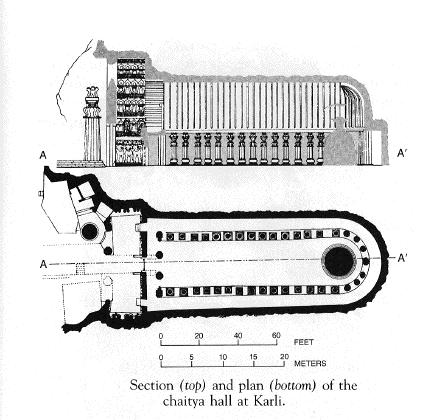 A A′
A A′
0 20 40 60 FEET
0 5 10 15 20 METERS
Section (top) and plan (bottom) of the
chaitya hall at Karli.